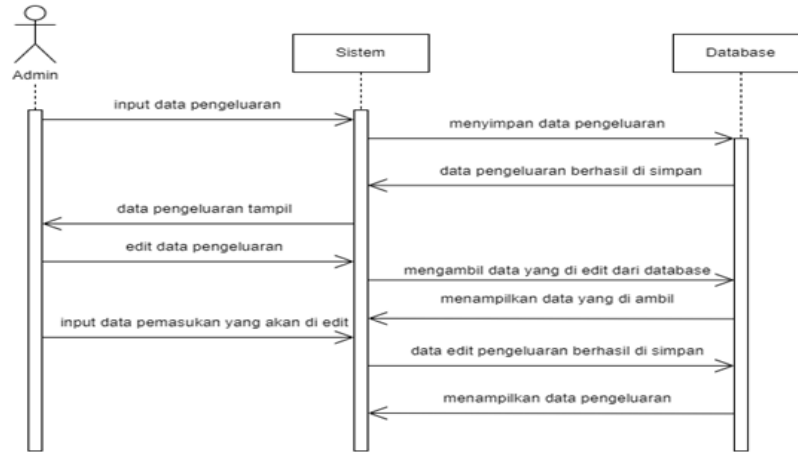 Admin
Sistem
Database
input data pengeluaran
menyimpan data pengeluaran
data pengeluaran berhasil di simpan
data pengeluaran tampil
edit data pengeluaran
mengambil data yang di edit dari database
menampilkan data yang di ambil
input data pemasukan yang akan di edit
data edit pengeluaran berhasil di simpan
menampilkan data pengeluaran